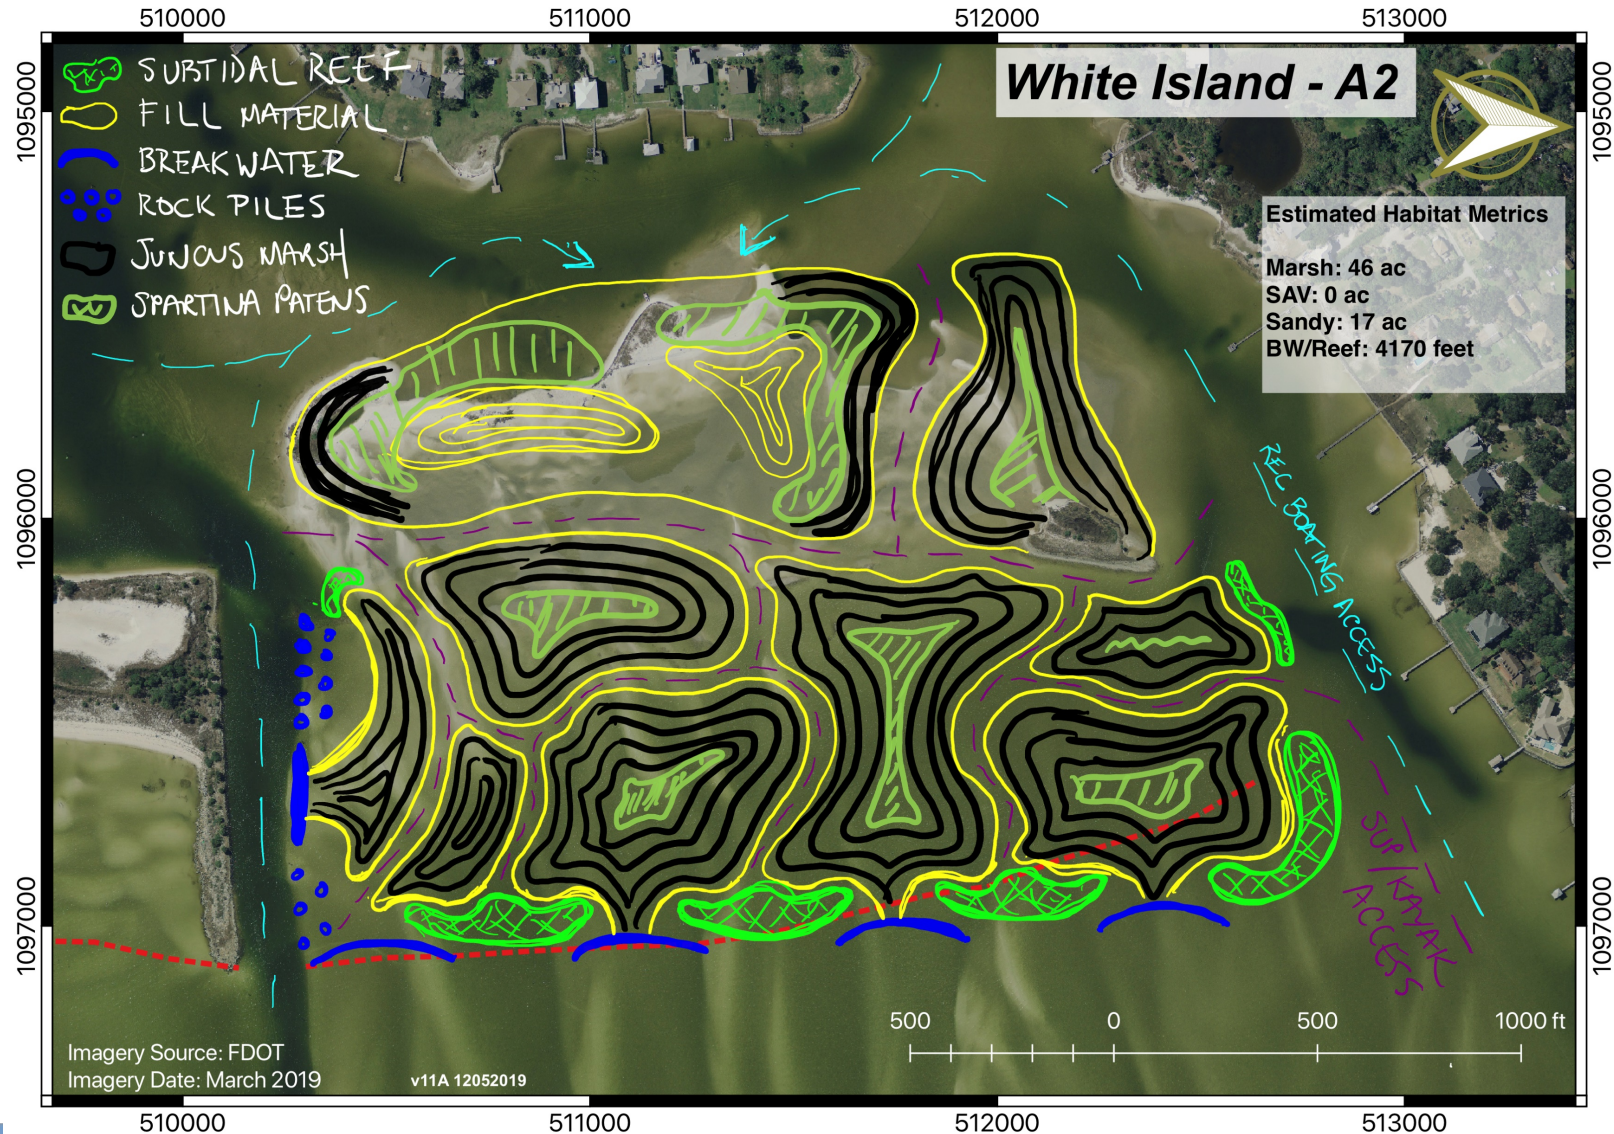 510000 511000 512000 513000
White Island - A2
SUBTIDAL REEF
FILL MATERIAL
BREAKWATER
ROCK PILES
JUNCUS MARSH
SPARTINA PATENS
1095000
1096000
1097000
1095000
1096000
1097000
Estimated Habitat Metrics
Marsh: 46 ac
SAV: 0 ac
Sandy: 17 ac
BW/Reef: 4170 feet
REC BOATING ACCESS
SUP/KAYAK
ACCESS
500 0 500 1000 ft
Imagery Source: FDOT
Imagery Date: March 2019
v11A 12052019
510000 511000 512000 513000